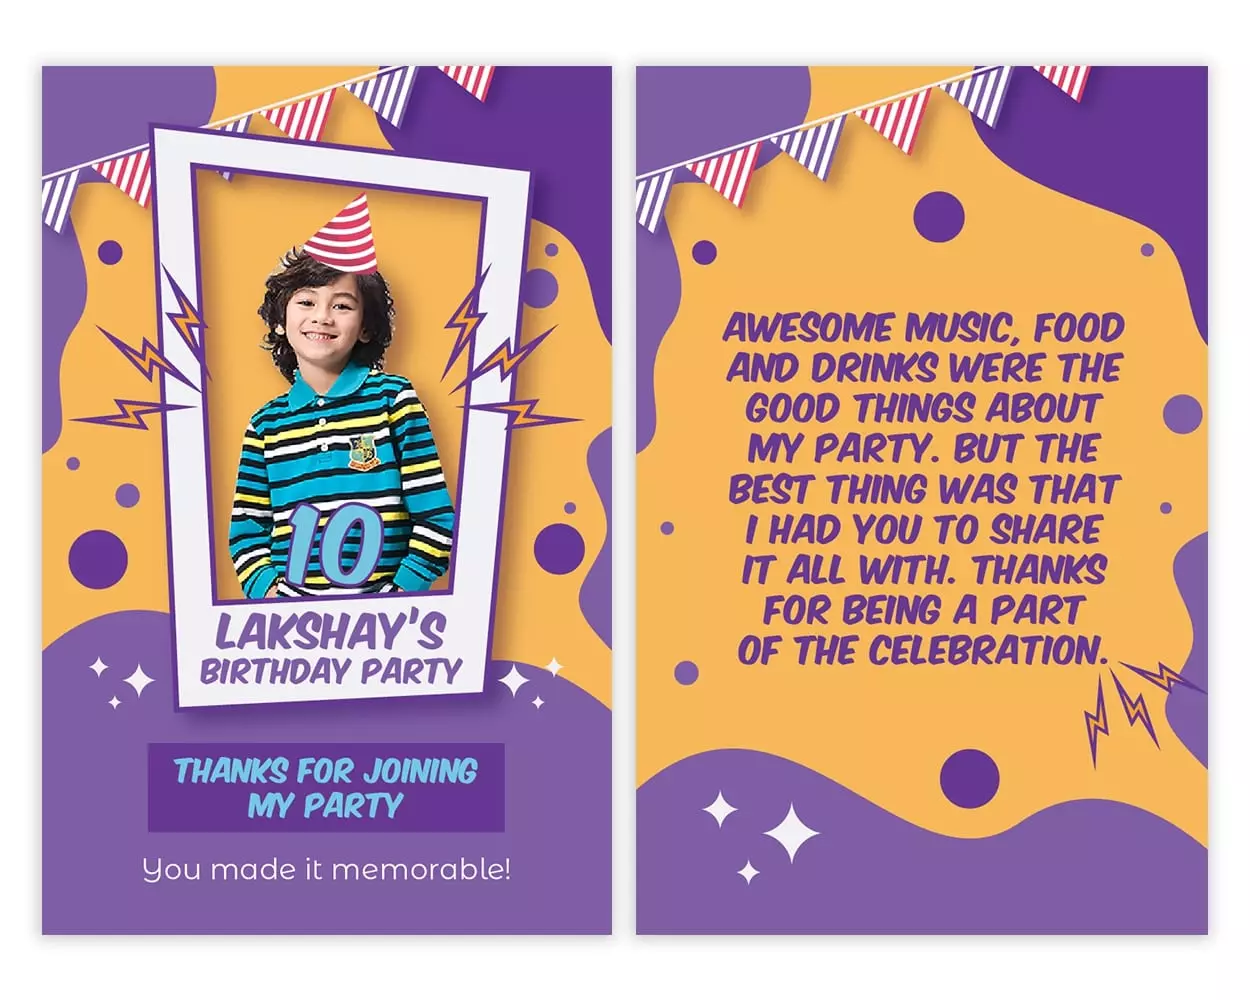 10
LAKSHAY'S
BIRTHDAY PARTY
THANKS FOR JOINING
MY PARTY
You made it memorable!
AWESOME MUSIC, FOOD
AND DRINKS WERE THE
GOOD THINGS ABOUT
MY PARTY. BUT THE
BEST THING WAS THAT
I HAD YOU TO SHARE
IT ALL WITH. THANKS
FOR BEING A PART
OF THE CELEBRATION.